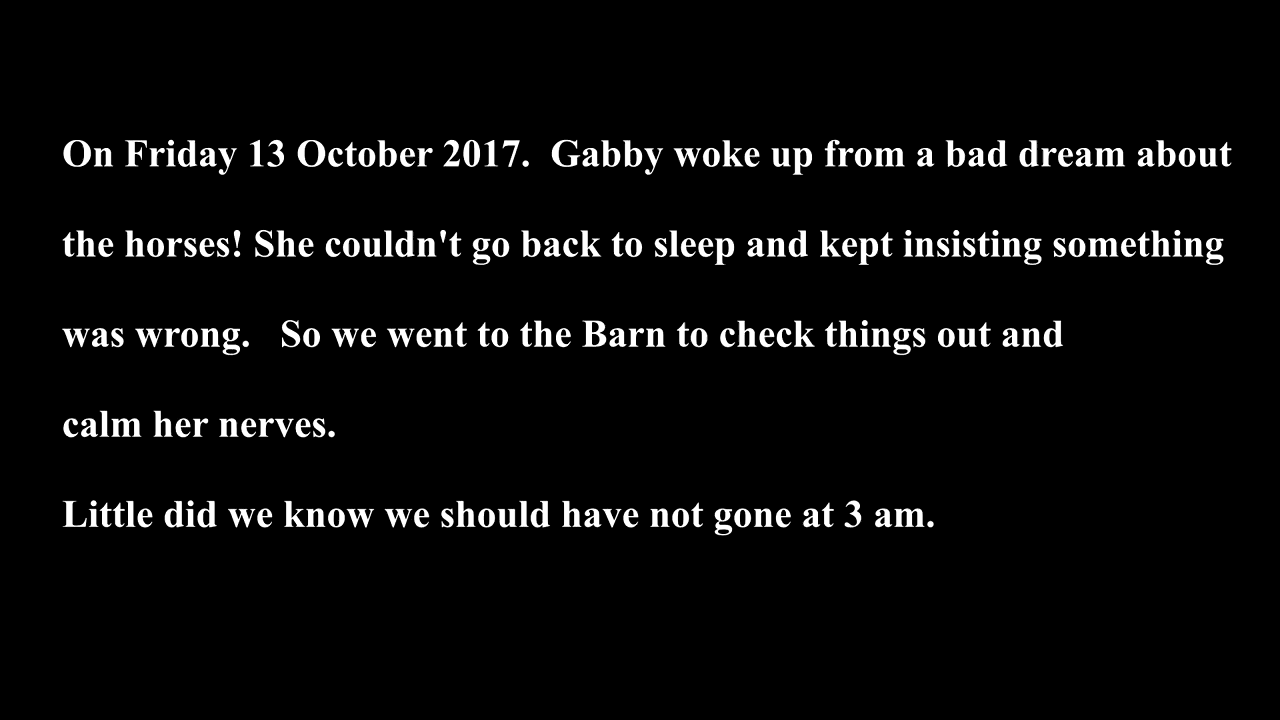 On Friday 13 October 2017.  Gabby woke up from a bad dream about
the horses! She couldn't go back to sleep and kept insisting something
was wrong.   So we went to the Barn to check things out and
calm her nerves.
Little did we know we should have not gone at 3 am.